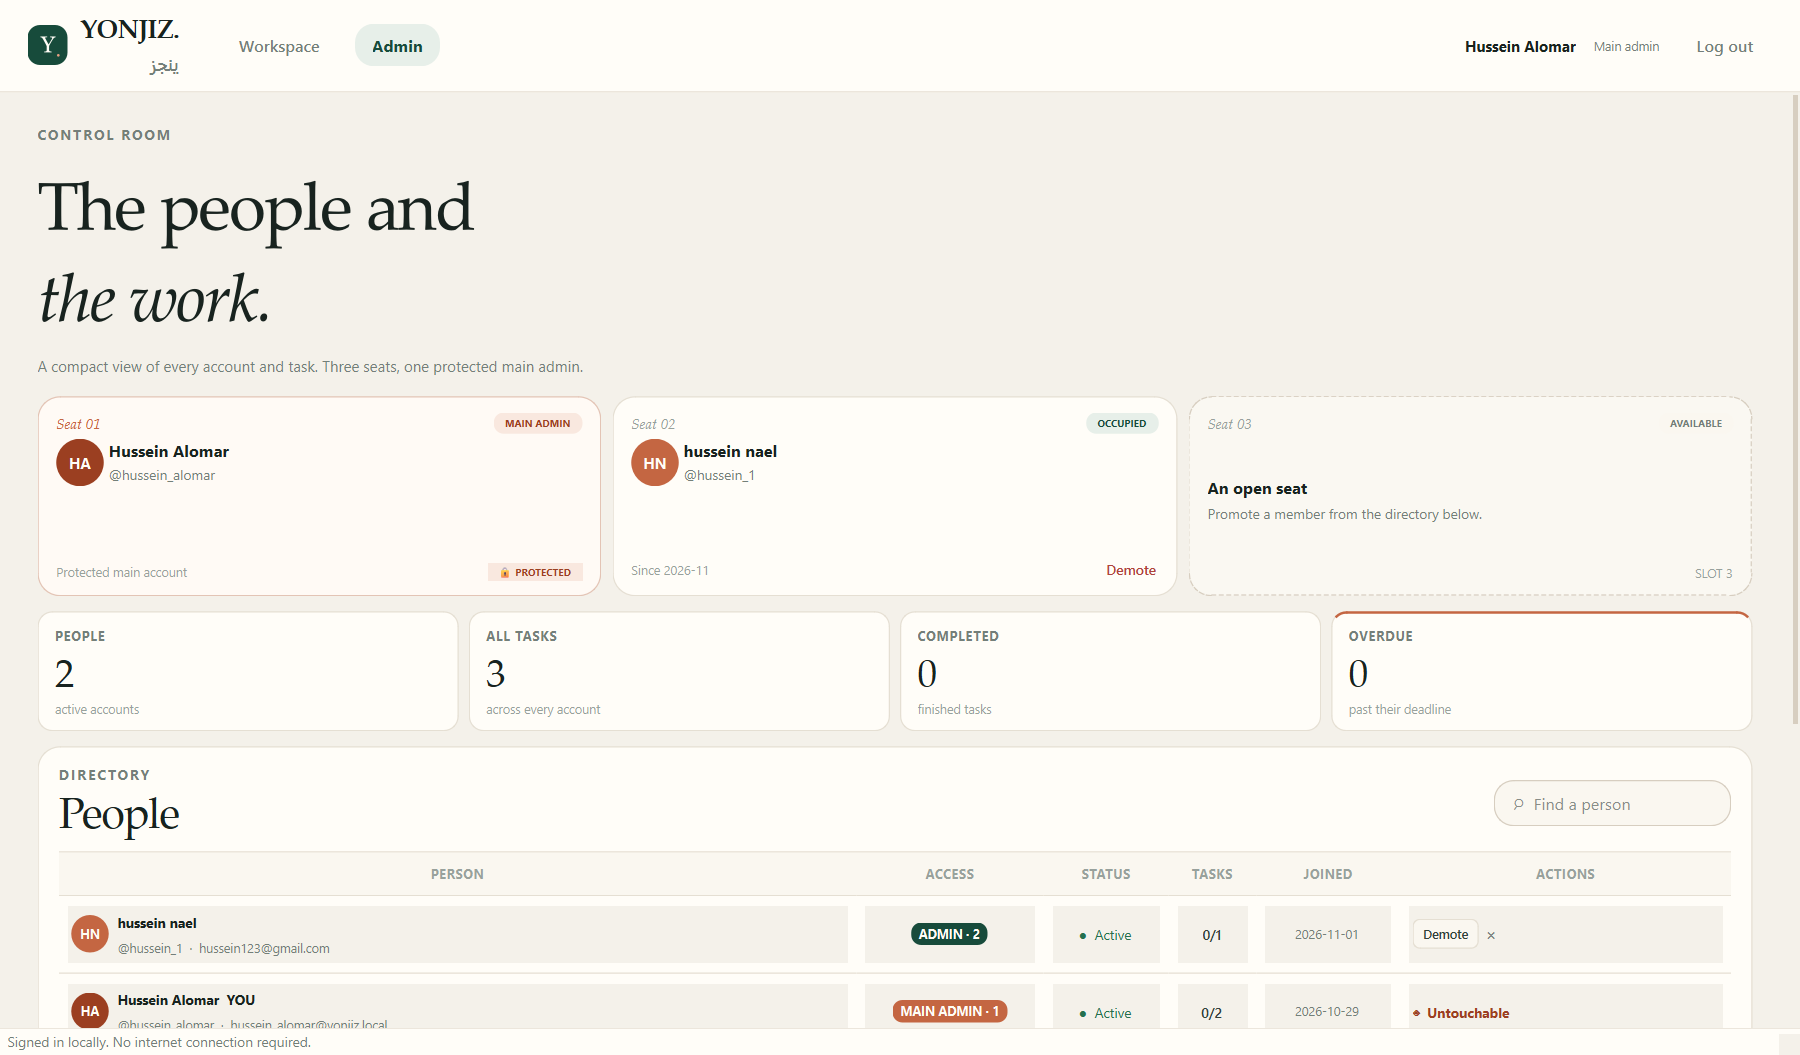 Y.
YONJIZ.
ينجز
Workspace
Admin
Hussein Alomar
Main admin
Log out
CONTROL ROOM
The people and
the work.
A compact view of every account and task. Three seats, one protected main admin.
Seat 01
MAIN ADMIN
HA
Hussein Alomar
@hussein_alomar
Protected main account
PROTECTED
Seat 02
OCCUPIED
HN
hussein nael
@hussein_1
Since 2026-11
Demote
Seat 03
AVAILABLE
An open seat
Promote a member from the directory below.
SLOT 3
PEOPLE
2
active accounts
ALL TASKS
3
across every account
COMPLETED
0
finished tasks
OVERDUE
0
past their deadline
DIRECTORY
People
Find a person
PERSON ACCESS STATUS TASKS JOINED ACTIONS
HN
hussein nael
@hussein_1 · hussein123@gmail.com
ADMIN · 2
● Active
0/1
2026-11-01
Demote ×
HA
Hussein Alomar YOU
@hussein_alomar · hussein_alomar@yonjiz.local
MAIN ADMIN · 1
● Active
0/2
2026-10-29
Untouchable
Signed in locally. No internet connection required.